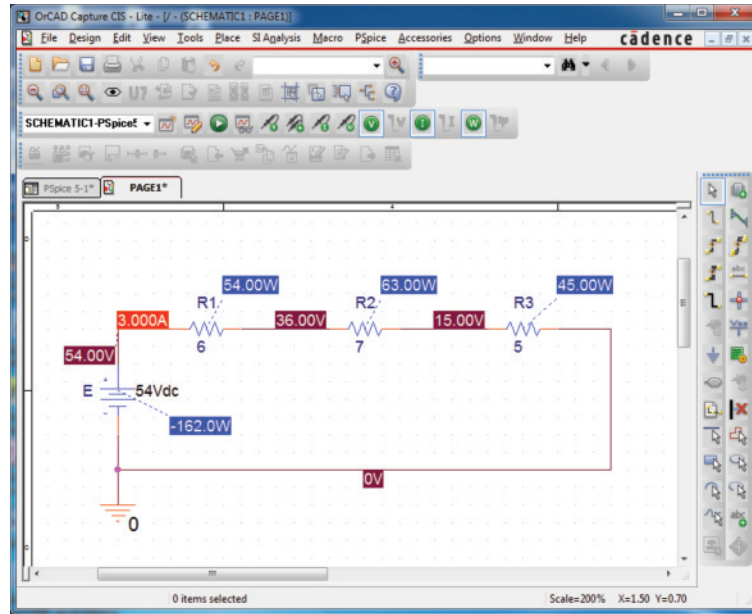 OrCAD Capture CIS - Lite - [/ - (SCHEMATIC1 : PAGE1)]
File Design Edit View Tools Place SI Analysis Macro PSpice Accessories Options Window Help cādence
U?
SCHEMATIC1-PSpice5
V V I I W
PSpice 5-1* PAGE1*
5 4
54.00W 63.00W 45.00W
R1 R2 R3
3.000A 36.00V 15.00V
6 7 5
54.00V
E + 54Vdc
-
-162.0W
0V
0
0 items selected Scale=200% X=1.50 Y=0.70